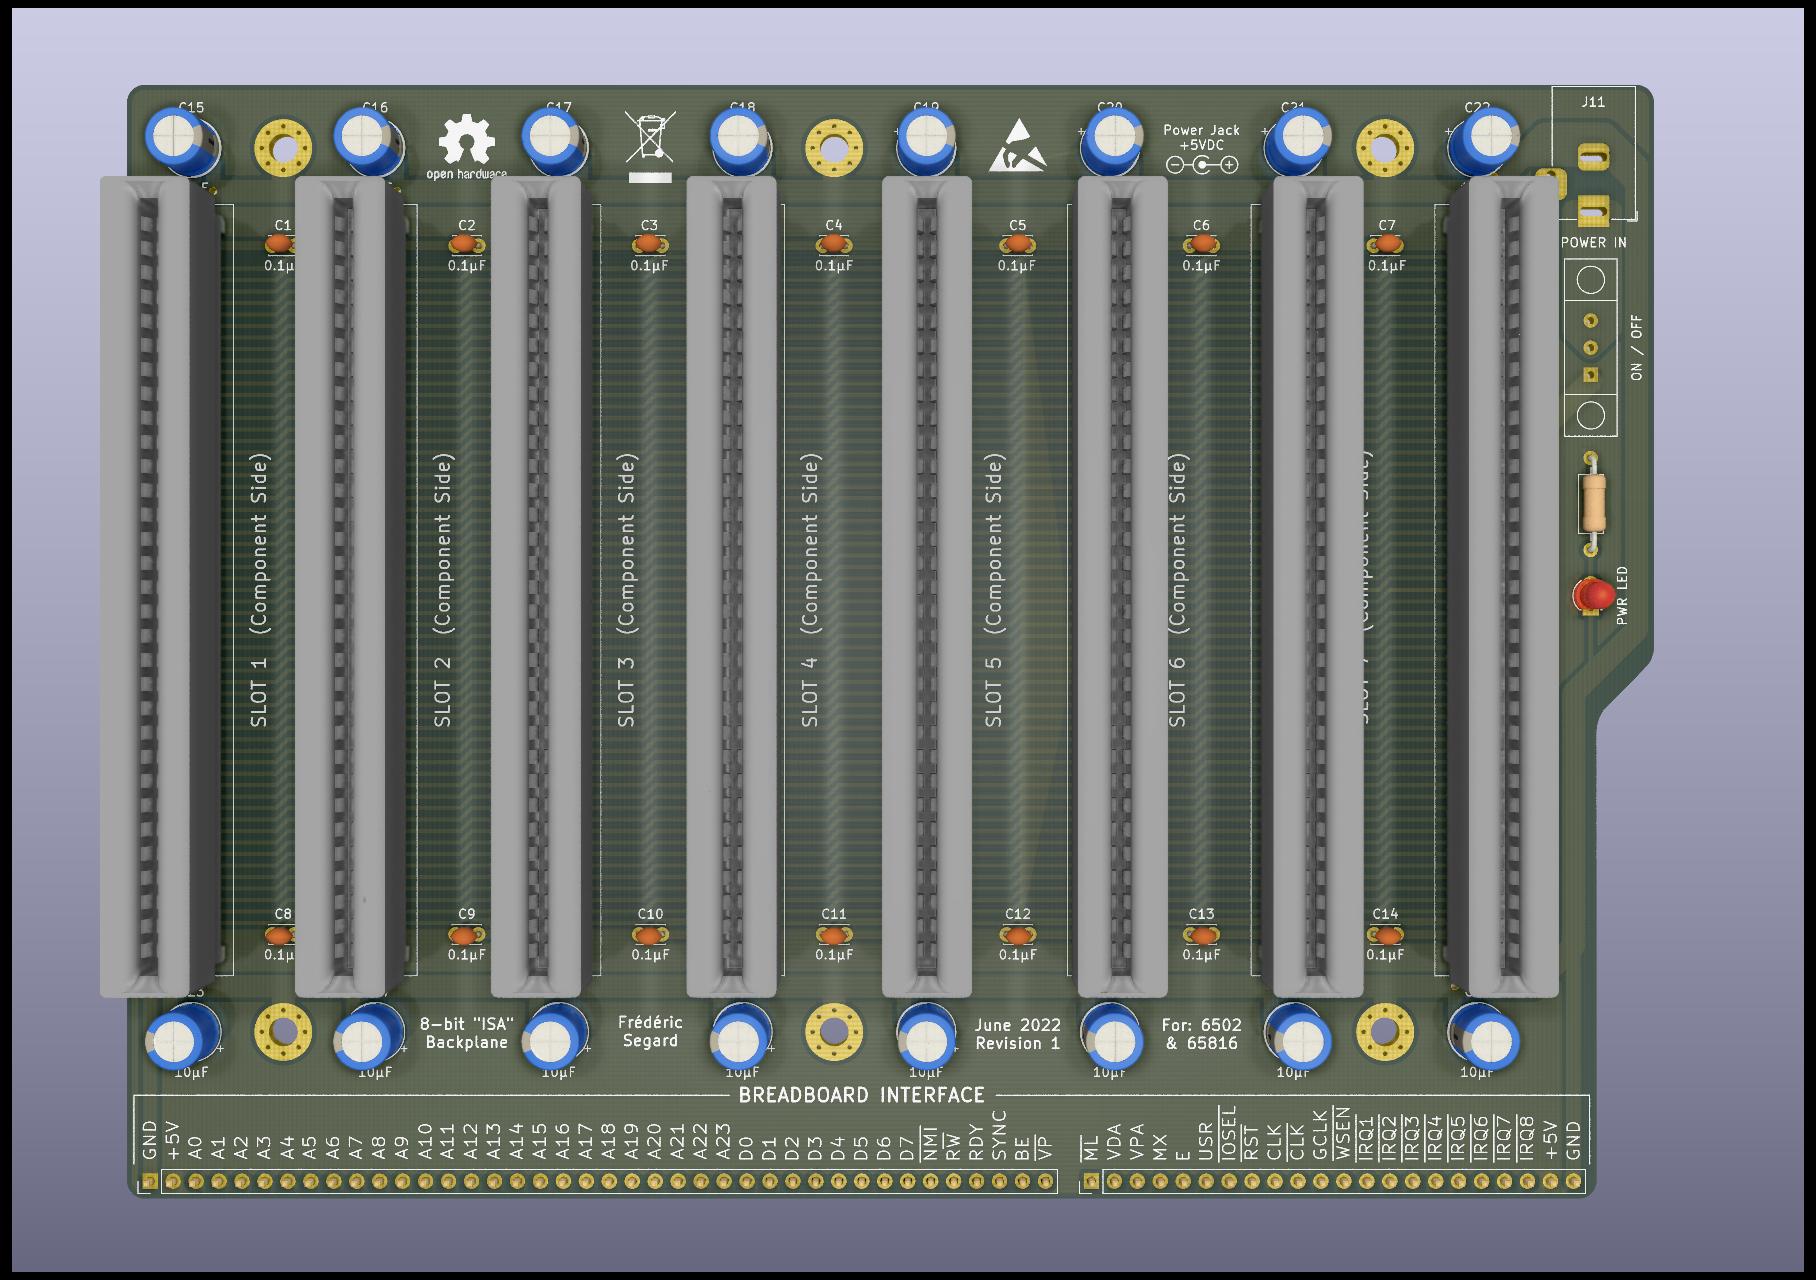 C15
C16
C17
C18
C19
C20
C21
C22
J11
open hardware
Power Jack
+5VDC
POWER IN
C1
C2
C3
C4
C5
C6
C7
0.1µ
0.1µF
0.1µF
0.1µF
0.1µF
0.1µF
0.1µF
ON / OFF
PWR LED
SLOT 1 (Component Side)
SLOT 2 (Component Side)
SLOT 3 (Component Side)
SLOT 4 (Component Side)
SLOT 5 (Component Side)
SLOT 6 (Component Side)
SLOT 7 (Component Side)
C8
C9
C10
C11
C12
C13
C14
0.1µ
0.1µF
0.1µF
0.1µF
0.1µF
0.1µF
0.1µF
8-bit "ISA"
Backplane
Frédéric
Segard
June 2022
Revision 1
For: 6502
& 65816
10µF
10µF
10µF
10µF
10µF
10µF
10µF
10µF
BREADBOARD INTERFACE
GND +5V A0 A1 A2 A3 A4 A5 A6 A7 A8 A9 A10 A11 A12 A13 A14 A15 A16 A17 A18 A19 A20 A21 A22 A23 D0 D1 D2 D3 D4 D5 D6 D7 NMI RW RDY SYNC BE VP
ML VDA VPA MX E USR IOSEL RST CLK CLK GCLK WSEN IRQ1 IRQ2 IRQ3 IRQ4 IRQ5 IRQ6 IRQ7 IRQ8 +5V GND